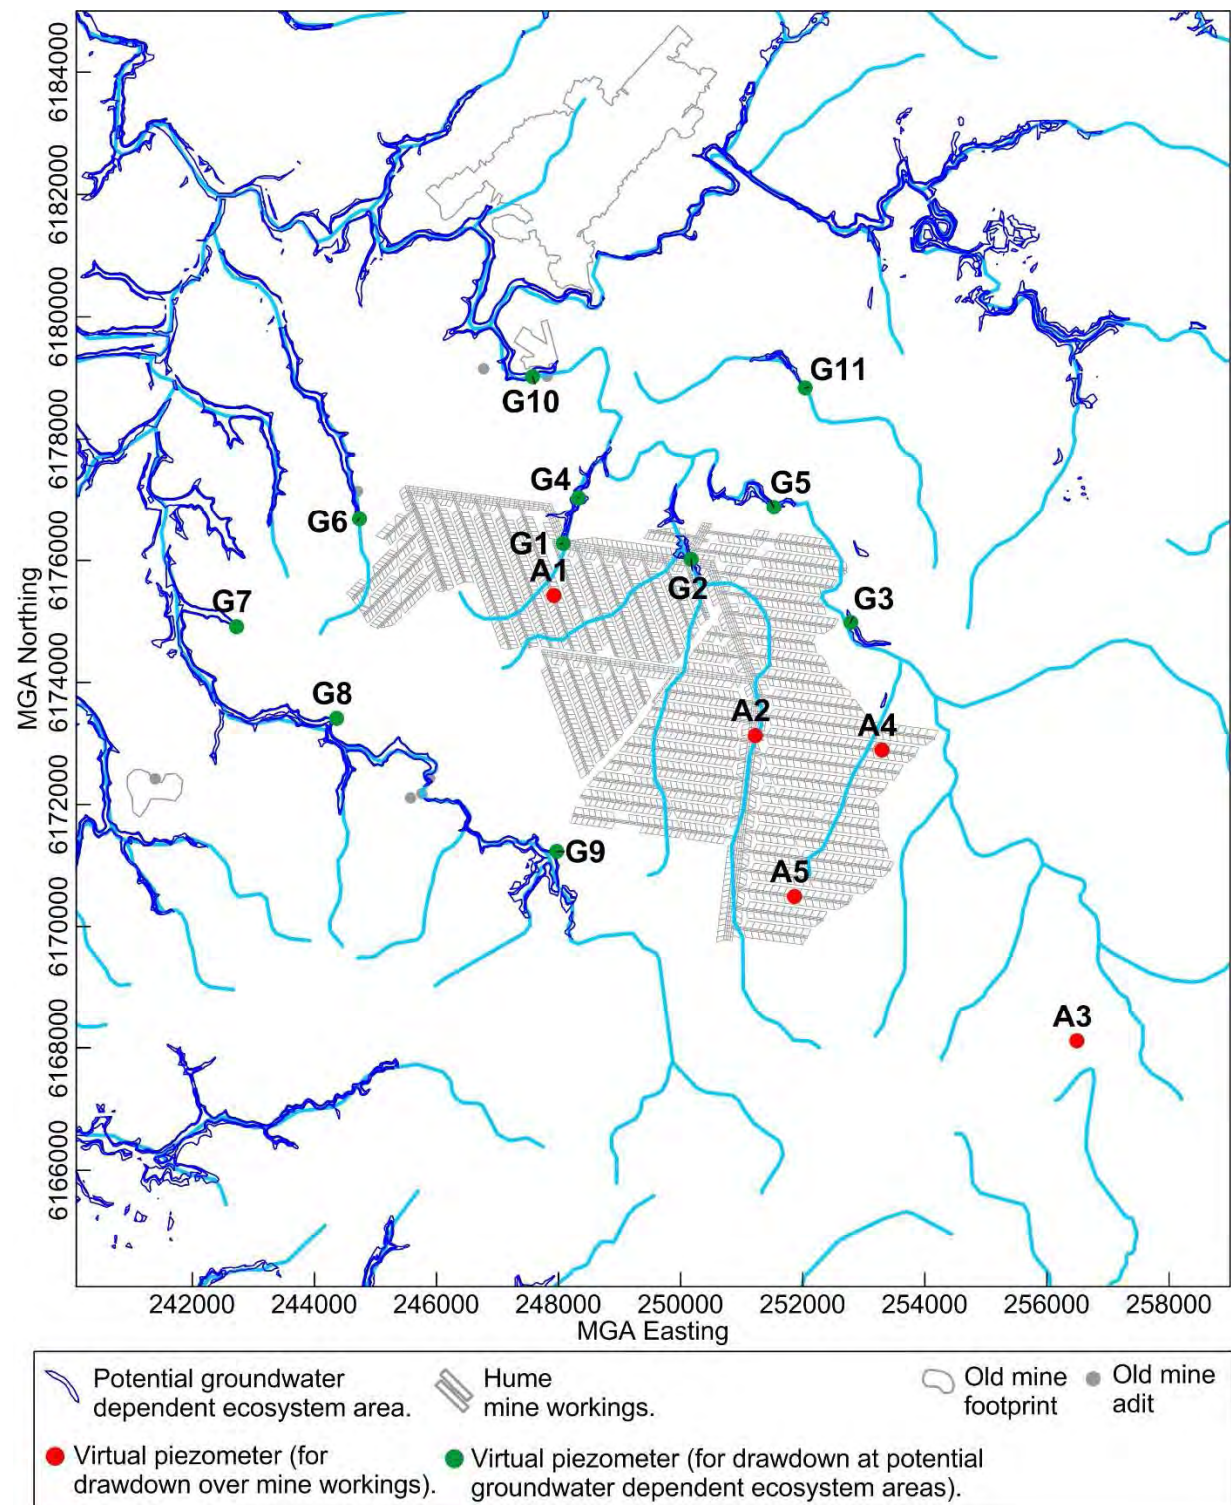 6184000
6182000
6180000
G11
G10
6178000
G4
G5
G6
G1
6176000
A1
G2
G7
G3
MGA Northing
6174000
G8
A2
A4
6172000
G9
A5
6170000
A3
6168000
6166000
242000 244000 246000 248000 250000 252000 254000 256000 258000
MGA Easting
Potential groundwater
dependent ecosystem area.
Hume
mine workings.
Old mine
footprint
Old mine
adit
Virtual piezometer (for
drawdown over mine workings).
Virtual piezometer (for drawdown at potential
groundwater dependent ecosystem areas).